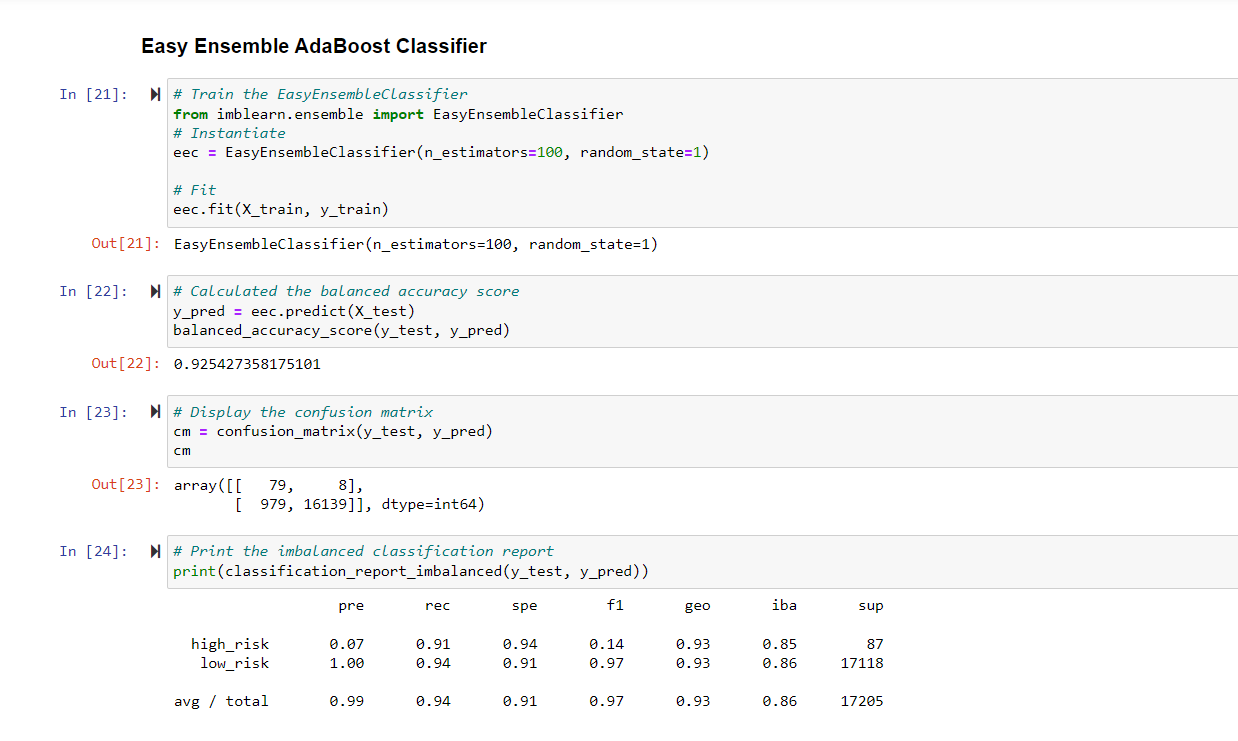 Easy Ensemble AdaBoost Classifier
In [21]: # Train the EasyEnsembleClassifier
from imblearn.ensemble import EasyEnsembleClassifier
# Instantiate
eec = EasyEnsembleClassifier(n_estimators=100, random_state=1)
# Fit
eec.fit(X_train, y_train)
Out[21]: EasyEnsembleClassifier(n_estimators=100, random_state=1)
In [22]: # Calculated the balanced accuracy score
y_pred = eec.predict(X_test)
balanced_accuracy_score(y_test, y_pred)
Out[22]: 0.925427358175101
In [23]: # Display the confusion matrix
cm = confusion_matrix(y_test, y_pred)
cm
Out[23]: array([[   79,     8],
[  979, 16139]], dtype=int64)
In [24]: # Print the imbalanced classification report
print(classification_report_imbalanced(y_test, y_pred))
pre rec spe f1 geo iba sup
high_risk 0.07 0.91 0.94 0.14 0.93 0.85 87
low_risk 1.00 0.94 0.91 0.97 0.93 0.86 17118
avg / total 0.99 0.94 0.91 0.97 0.93 0.86 17205